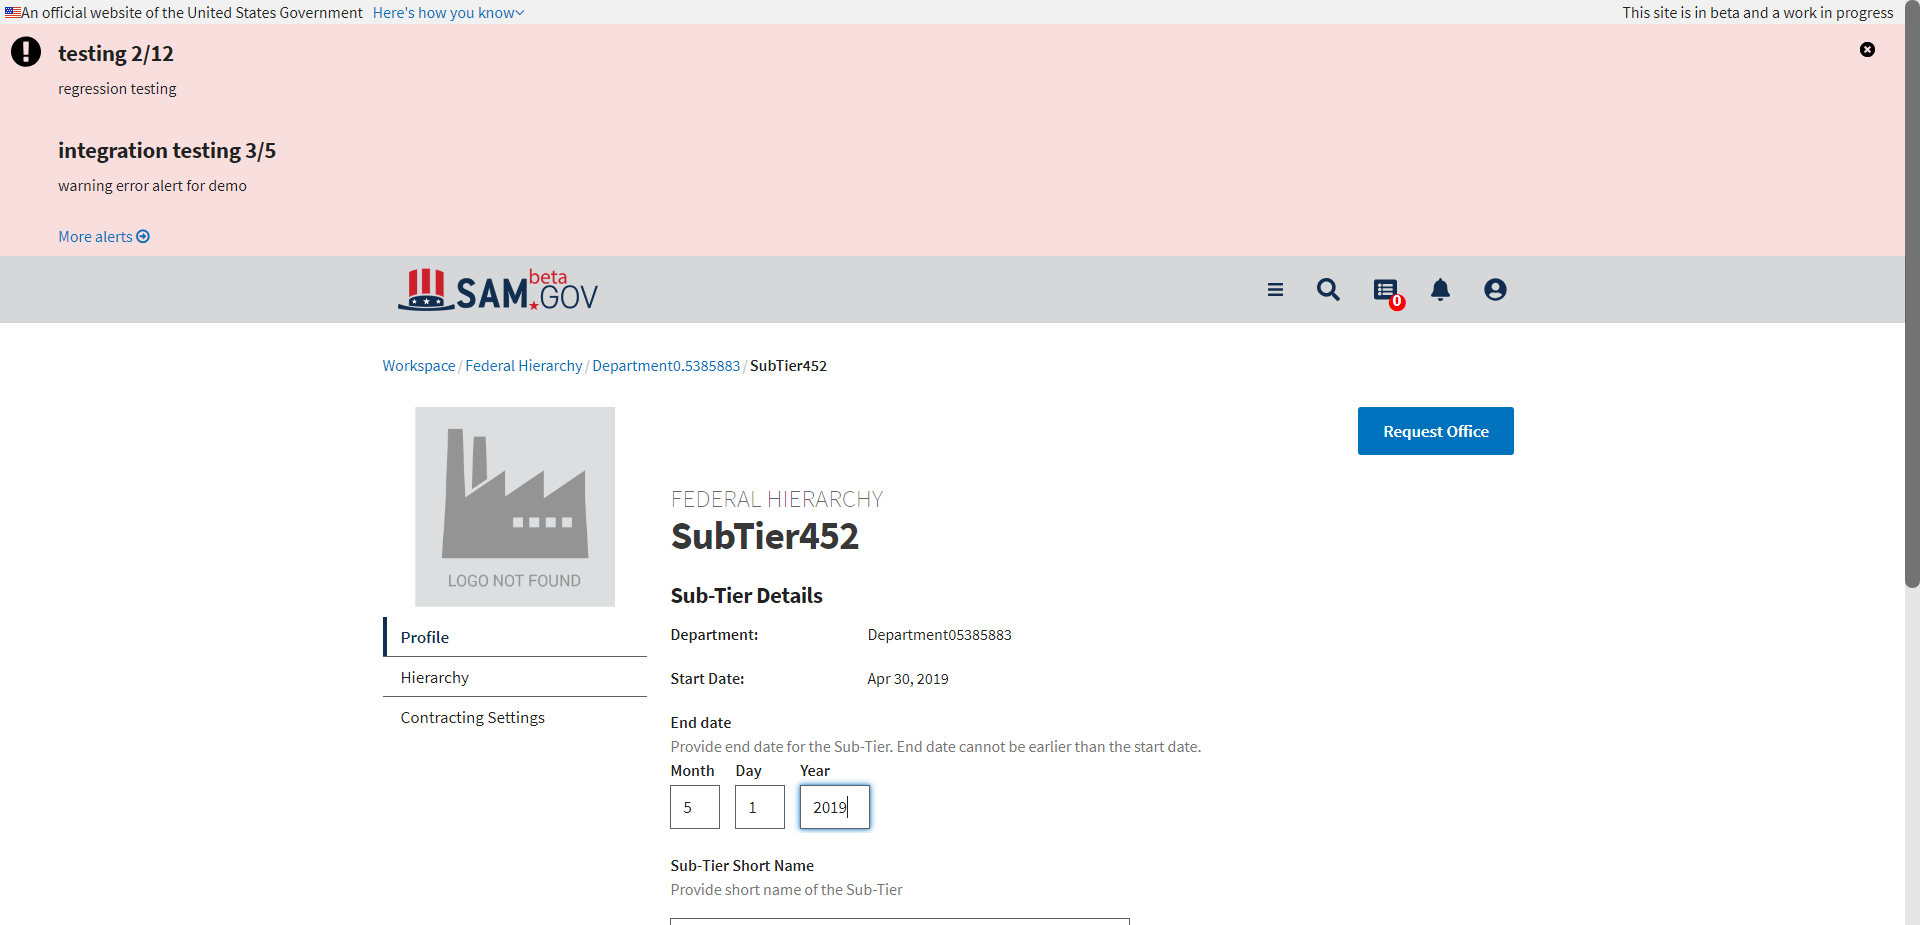 An official website of the United States Government Here's how you know
This site is in beta and a work in progress
testing 2/12
regression testing
integration testing 3/5
warning error alert for demo
More alerts
SAM.GOV beta
0
Workspace / Federal Hierarchy / Department0.5385883 / SubTier452
LOGO NOT FOUND
Request Office
FEDERAL HIERARCHY
SubTier452
Profile
Hierarchy
Contracting Settings
Sub-Tier Details
Department: Department05385883
Start Date: Apr 30, 2019
End date
Provide end date for the Sub-Tier. End date cannot be earlier than the start date.
Month Day Year
5 1 2019
Sub-Tier Short Name
Provide short name of the Sub-Tier